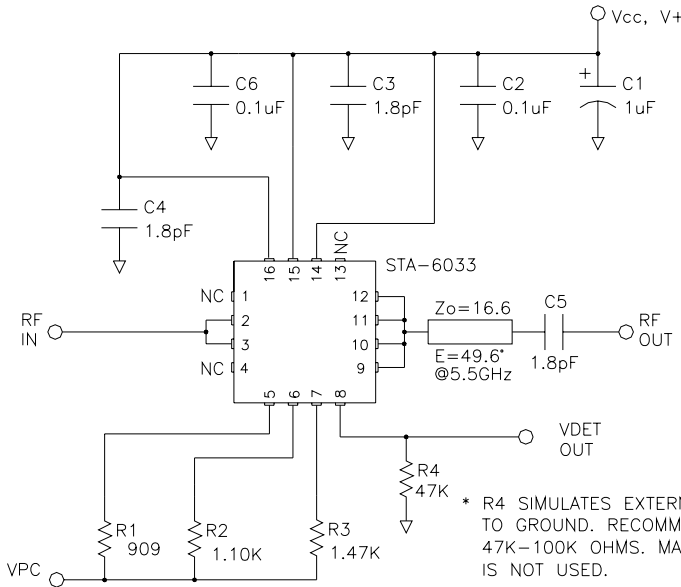 Vcc, V+
C6
0.1uF
C3
1.8pF
C2
0.1uF
+
C1
1uF
C4
1.8pF
NC
16
15
14
13
STA-6033
NC
1
2
3
NC
4
12
11
10
9
5
6
7
8
RF
IN
Zo=16.6
E=49.6°
@5.5GHz
C5
1.8pF
RF
OUT
VDET
OUT
R4
47K
R1
909
R2
1.10K
R3
1.47K
VPC
* R4 SIMULATES EXTERN
TO GROUND. RECOMM
47K-100K OHMS. MA
IS NOT USED.